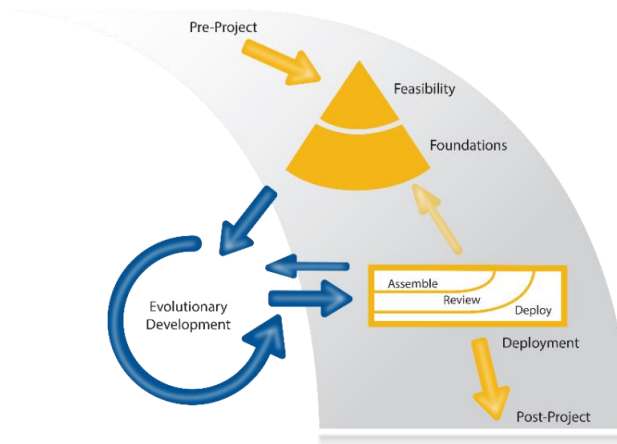 Pre-Project
Feasibility
Foundations
Evolutionary
Development
Assemble
Review
Deploy
Deployment
Post-Project